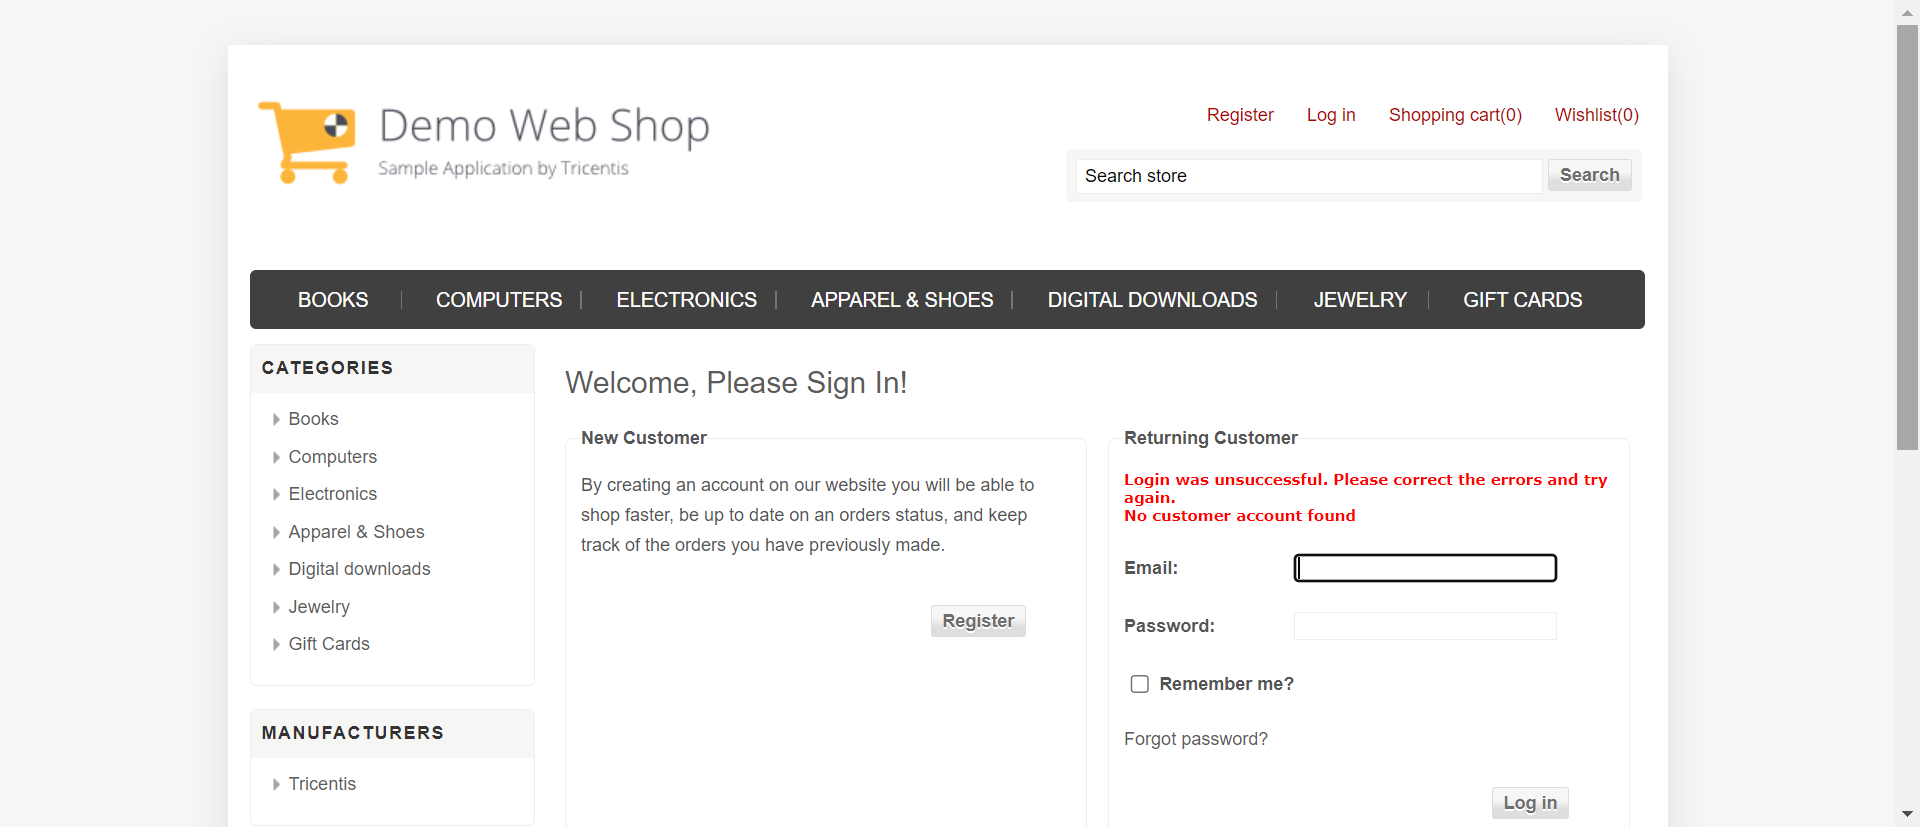 Demo Web Shop
Sample Application by Tricentis
Register
Log in
Shopping cart(0)
Wishlist(0)
Search store
Search
BOOKS
COMPUTERS
ELECTRONICS
APPAREL & SHOES
DIGITAL DOWNLOADS
JEWELRY
GIFT CARDS
CATEGORIES
Books
Computers
Electronics
Apparel & Shoes
Digital downloads
Jewelry
Gift Cards
MANUFACTURERS
Tricentis
Welcome, Please Sign In!
New Customer
By creating an account on our website you will be able to
shop faster, be up to date on an orders status, and keep
track of the orders you have previously made.
Register
Returning Customer
Login was unsuccessful. Please correct the errors and try
again.
No customer account found
Email:
Password:
Remember me?
Forgot password?
Log in